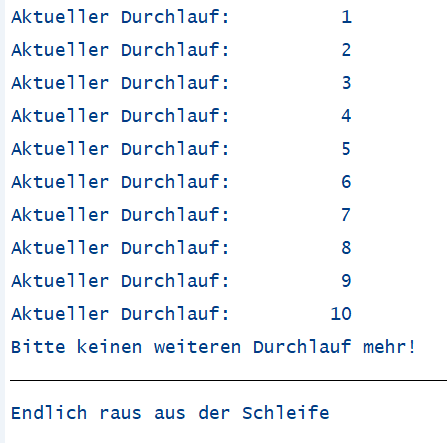 Aktueller Durchlauf: 1
Aktueller Durchlauf: 2
Aktueller Durchlauf: 3
Aktueller Durchlauf: 4
Aktueller Durchlauf: 5
Aktueller Durchlauf: 6
Aktueller Durchlauf: 7
Aktueller Durchlauf: 8
Aktueller Durchlauf: 9
Aktueller Durchlauf: 10
Bitte keinen weiteren Durchlauf mehr!
Endlich raus aus der Schleife